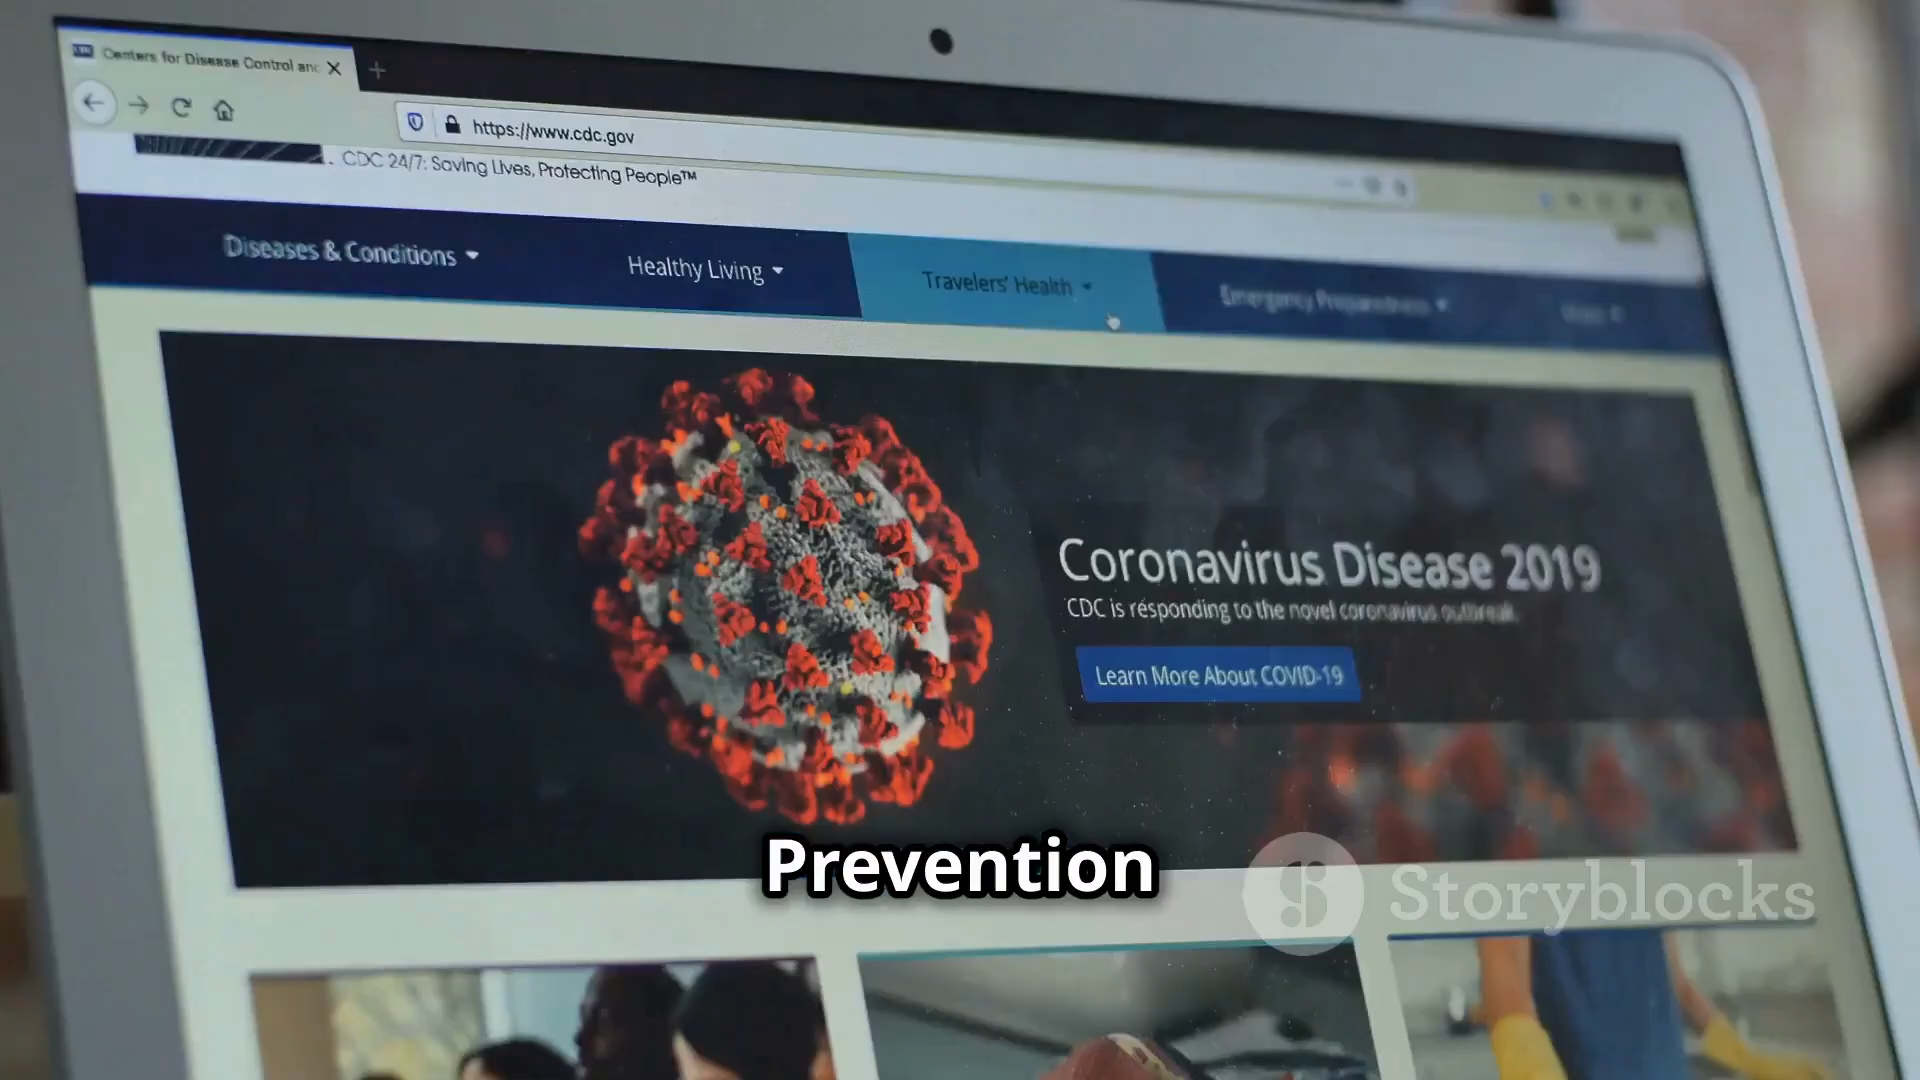 Centers for Disease Control and
https://www.cdc.gov
CDC 24/7: Saving Lives, Protecting People™
Diseases & Conditions
Healthy Living
Travelers' Health
Emergency Preparedness
Coronavirus Disease 2019
CDC is responding to the novel coronavirus outbreak.
Learn More About COVID-19
Prevention
Storyblocks